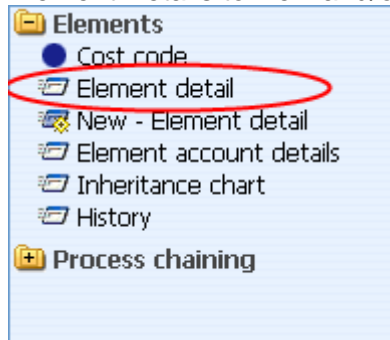 Elements
Cost code
Element detail
New - Element detail
Element account details
Inheritance chart
History
Process chaining